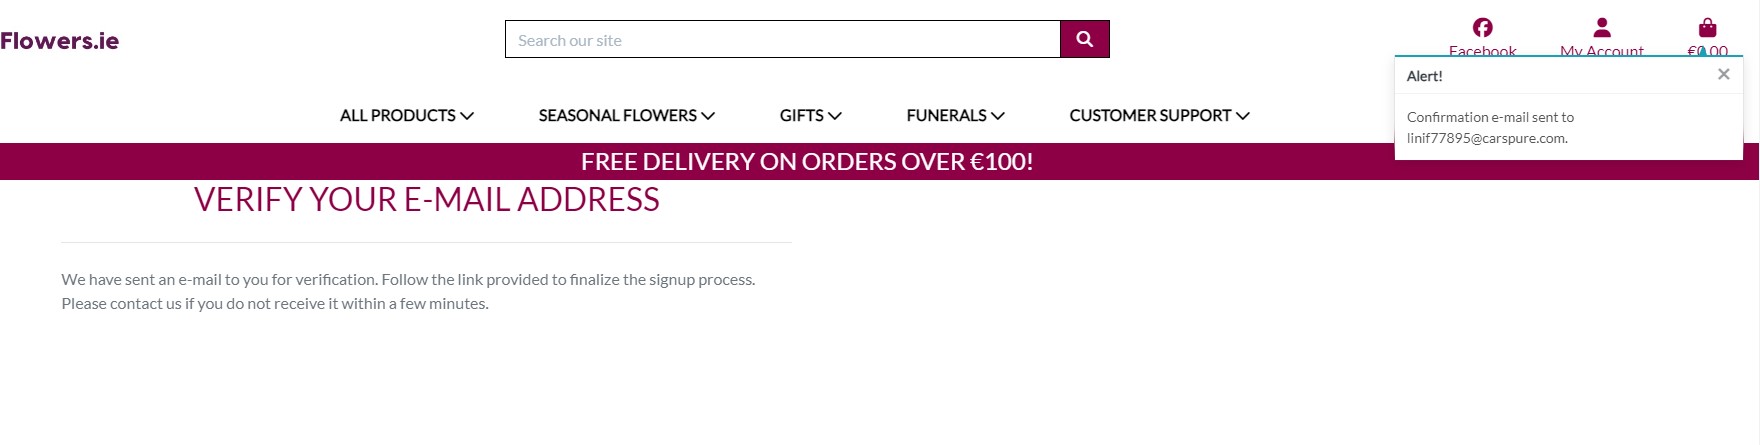 Flowers.ie
Search our site
Facebook
My Account
€0.00
Alert!
Confirmation e-mail sent to
linif77895@carspure.com.
ALL PRODUCTS
SEASONAL FLOWERS
GIFTS
FUNERALS
CUSTOMER SUPPORT
FREE DELIVERY ON ORDERS OVER €100!
VERIFY YOUR E-MAIL ADDRESS
We have sent an e-mail to you for verification. Follow the link provided to finalize the signup process.
Please contact us if you do not receive it within a few minutes.